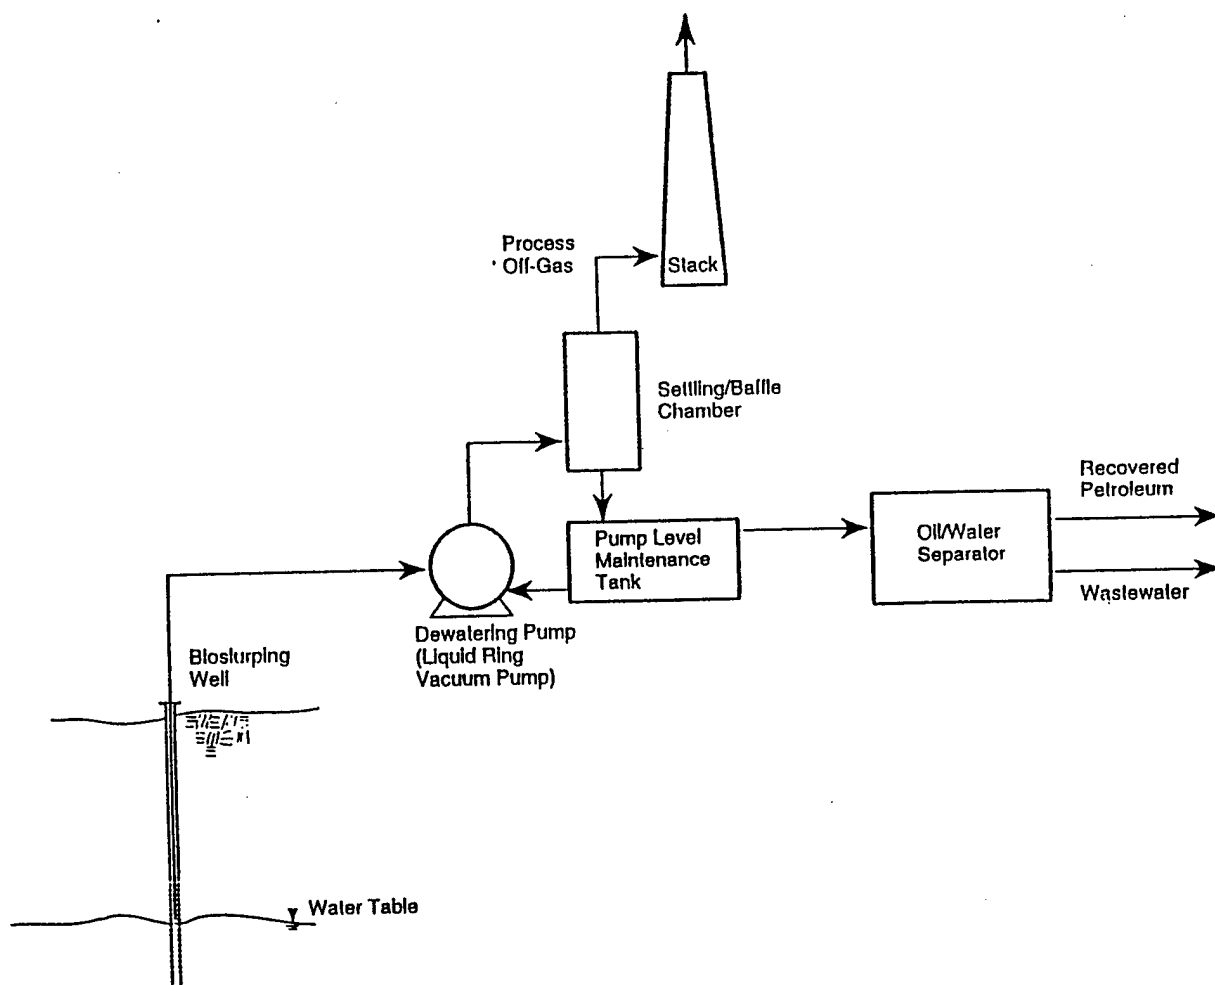 Process
Off-Gas
Stack
Settling/Baffle
Chamber
Recovered
Petroleum
Pump Level
Maintenance
Tank
Oil/Water
Separator
Wastewater
Dewatering Pump
(Liquid Ring
Vacuum Pump)
Bioslurping
Well
Water Table